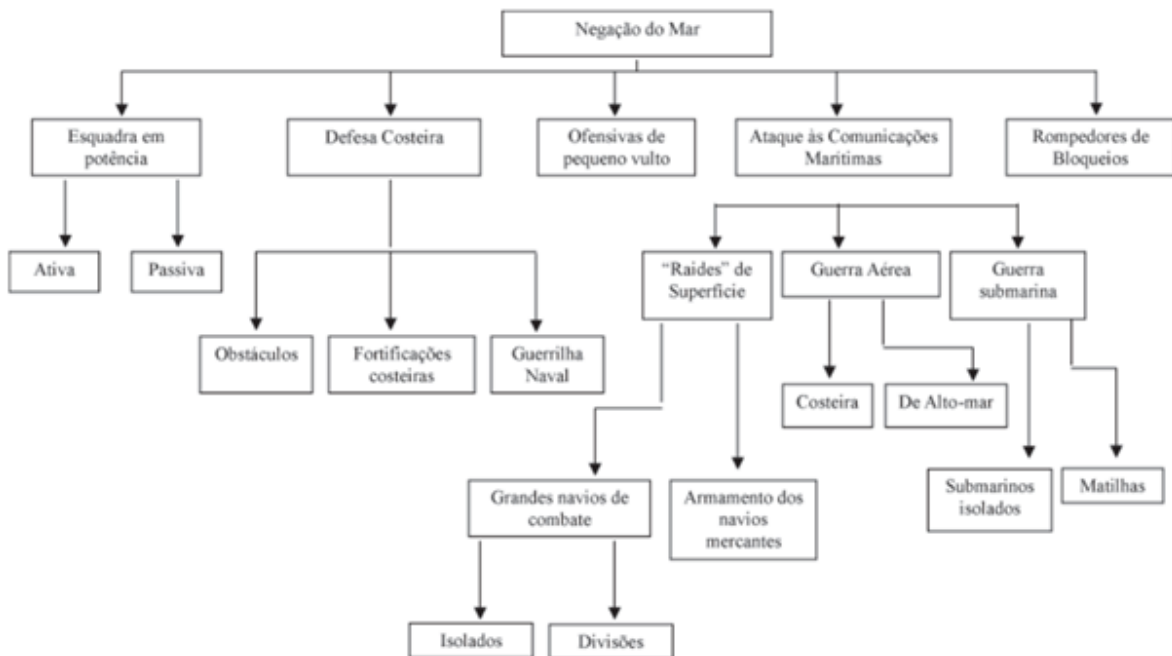 Negação do Mar
Esquadra em
potência
Defesa Costeira
Ofensivas de
pequeno vulto
Ataque às Comunicações
Marítimas
Rompedores de
Bloqueios
Ativa
Passiva
"Raides" de
Superfície
Guerra Aérea
Guerra
submarina
Obstáculos
Fortificações
costeiras
Guerrilha
Naval
Costeira
De Alto-mar
Grandes navios de
combate
Armamento dos
navios
mercantes
Submarinos
isolados
Matilhas
Isolados
Divisões